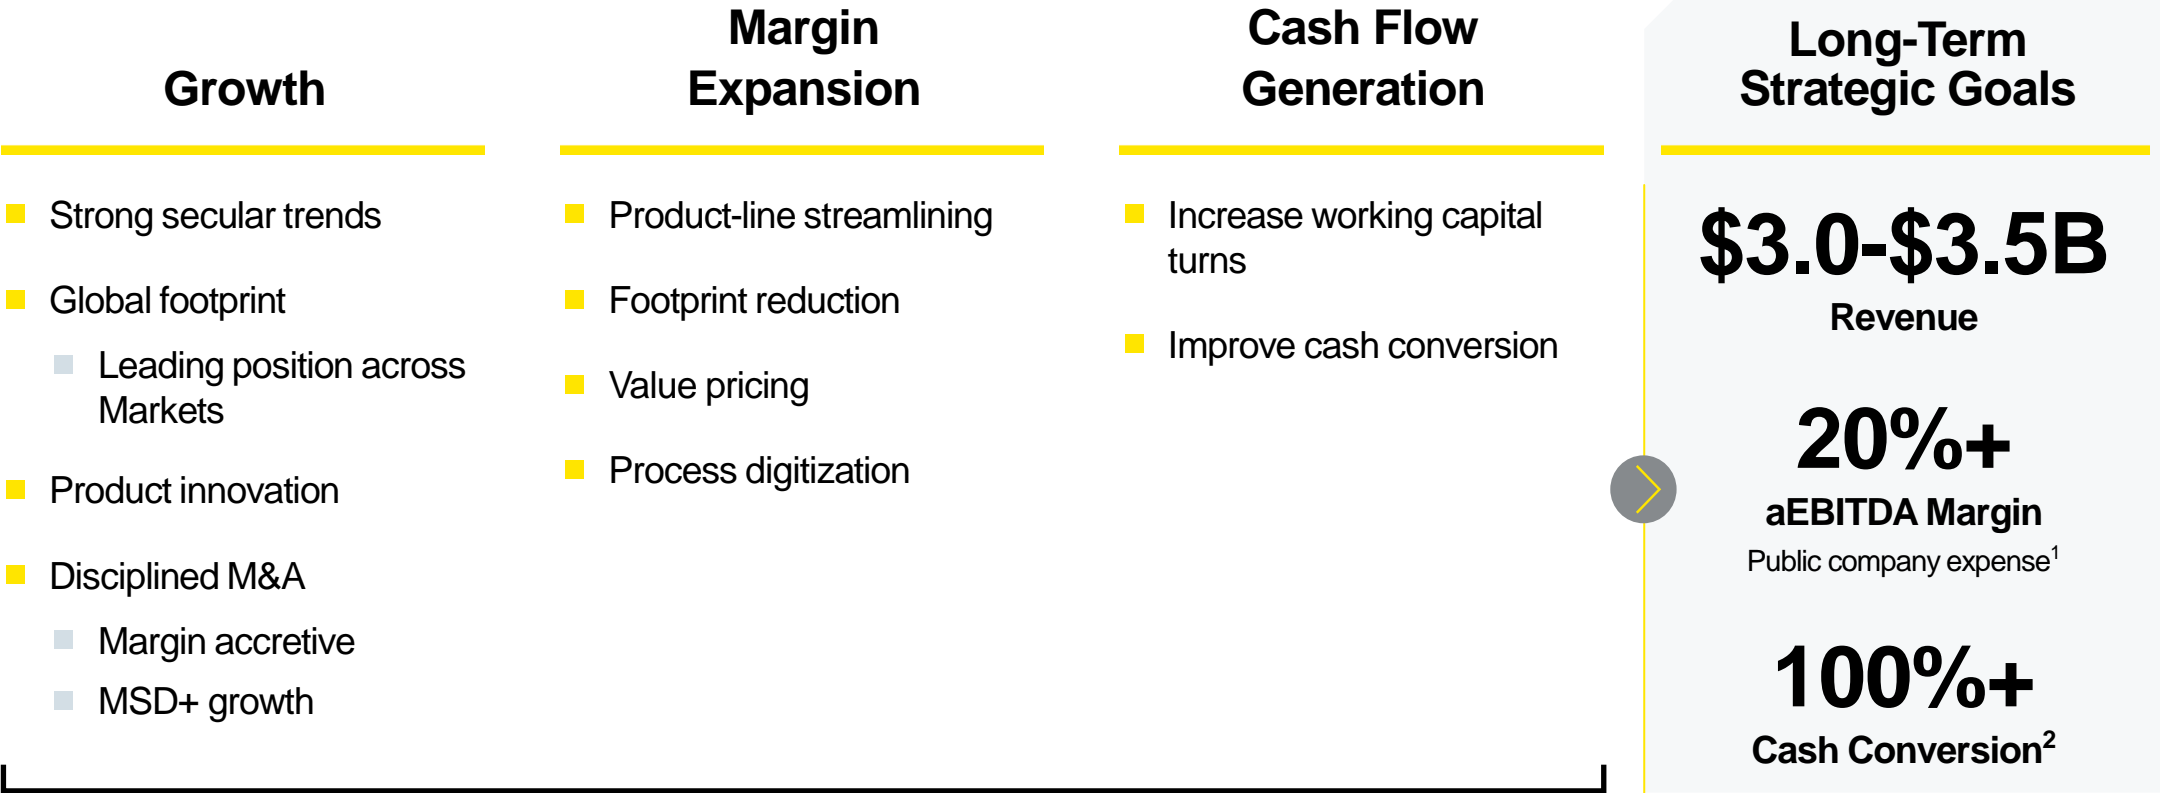 Growth
Strong secular trends
Global footprint
Leading position across
Markets
Product innovation
Disciplined M&A
Margin accretive
MSD+ growth
Margin
Expansion
Product-line streamlining
Footprint reduction
Value pricing
Process digitization
Cash Flow
Generation
Increase working capital
turns
Improve cash conversion
Long-Term
Strategic Goals
$3.0-$3.5B
Revenue
20%+
aEBITDA Margin
Public company expense¹
100%+
Cash Conversion²